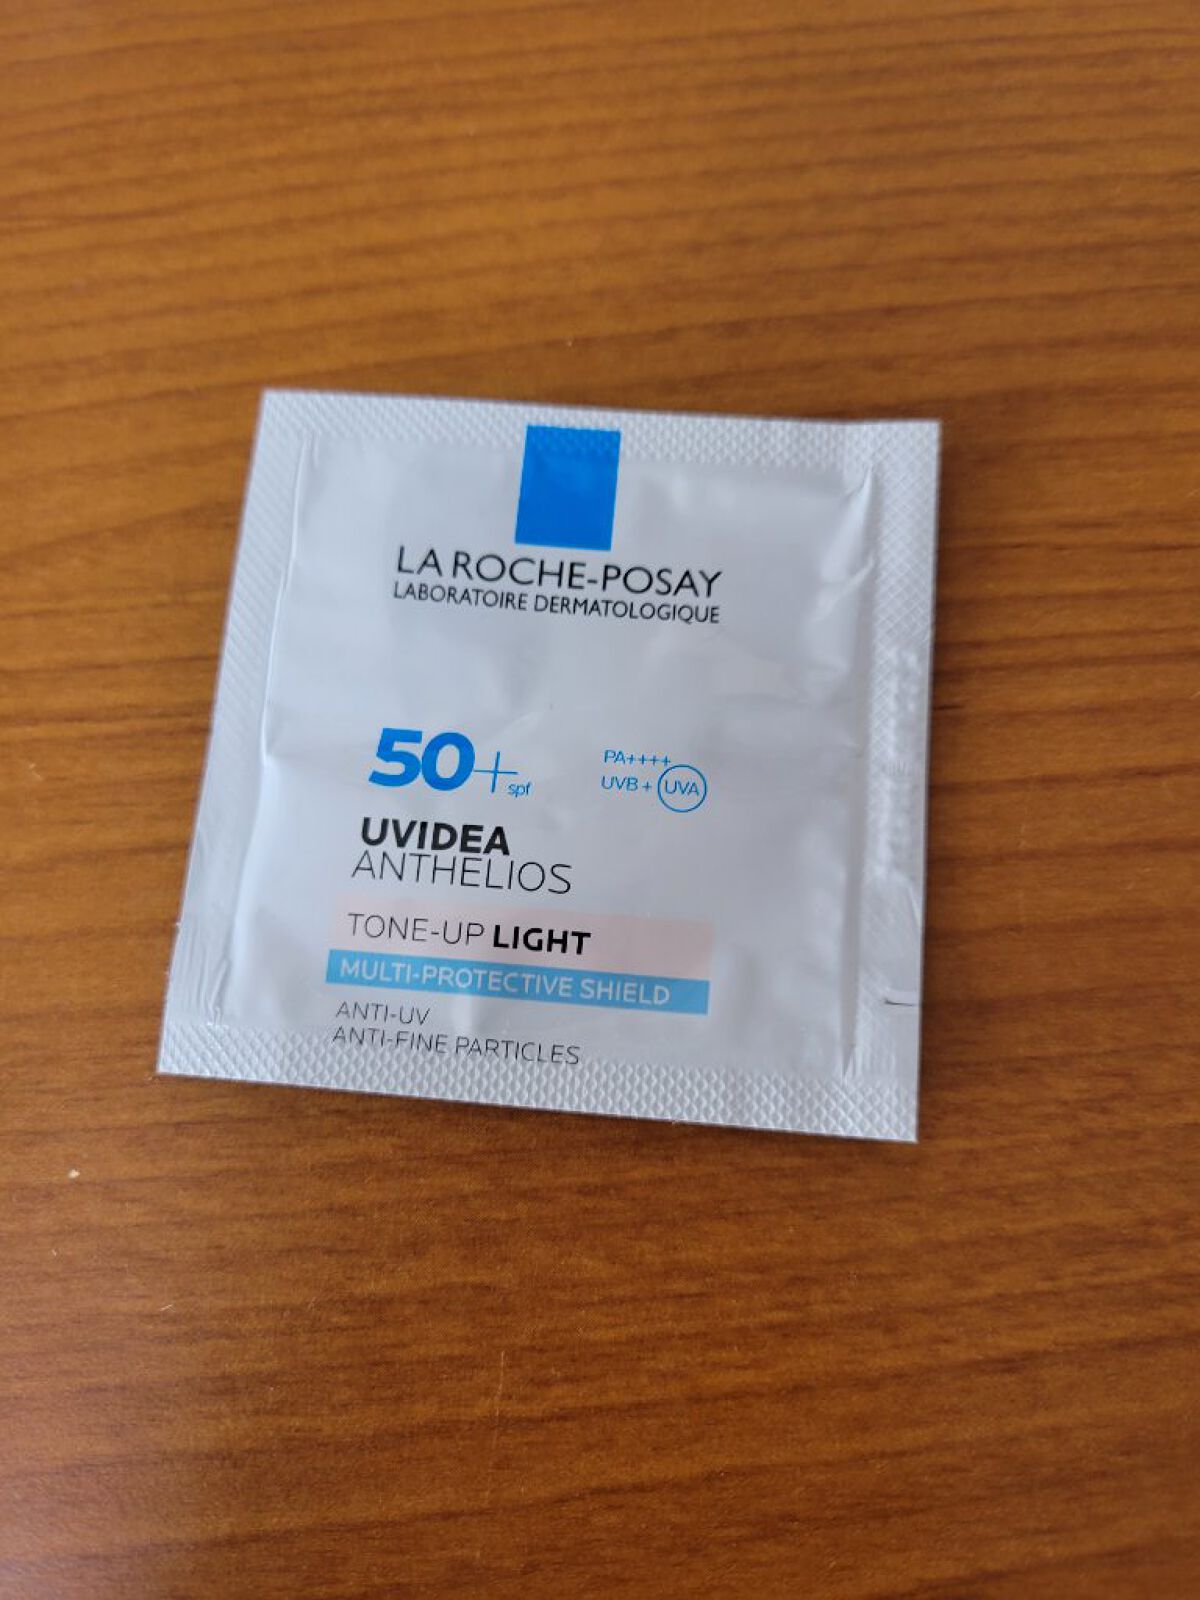 LA ROCHE-POSAY
LABORATOIRE DERMATOLOGIQUE
50+ spf
PA++++
UVB + UVA
UVIDEA
ANTHELIOS
TONE-UP LIGHT
MULTI-PROTECTIVE SHIELD
ANTI-UV
ANTI-FINE PARTICLES